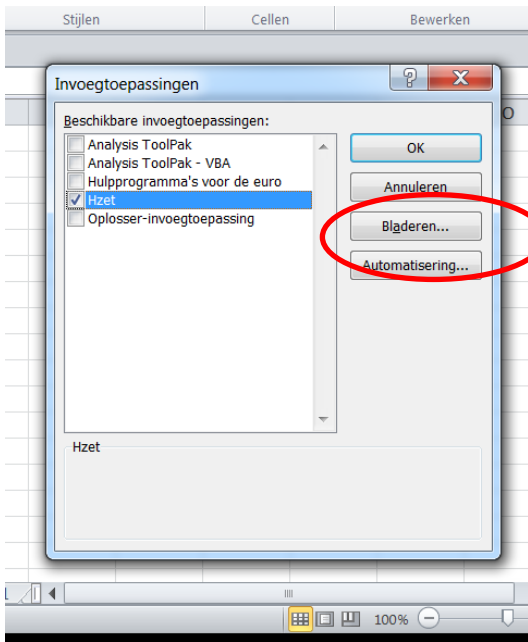 Stijlen Cellen Bewerken
Invoegtoepassingen
O
Beschikbare invoegtoepassingen:
Analysis ToolPak
Analysis ToolPak - VBA
Hulpprogramma's voor de euro
Hzet
Oplosser-invoegtoepassing
OK
Annuleren
Bladeren...
Automatisering...
Hzet
100%